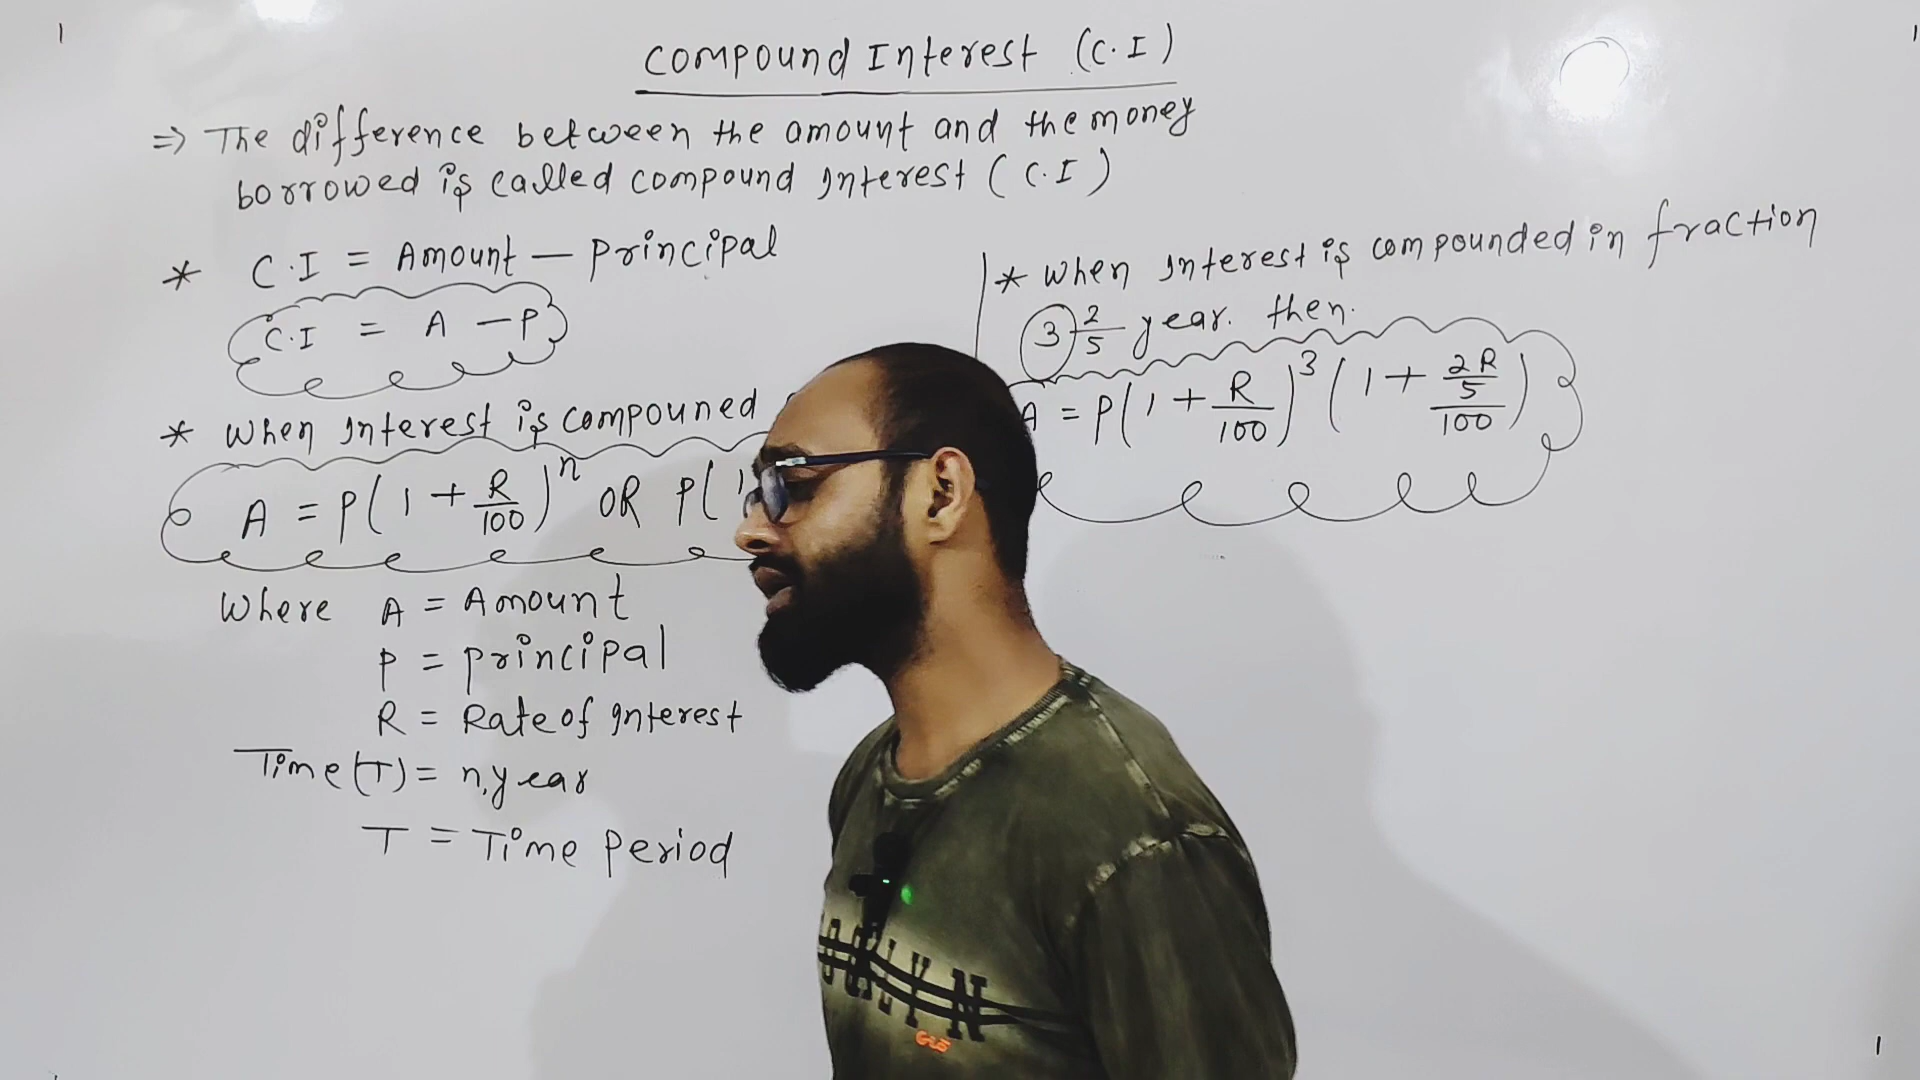 Compound Interest (C.I)
=> The difference between the amount and the money
borrowed is called compound Interest (C.I)
* C.I = Amount — Principal
C.I = A — P
* When Interest is compouned
A = P(1 + R/100)^n OR P(1
Where A = Amount
P = Principal
R = Rate of Interest
Time (T) = n, year
T = Time Period
* When Interest is compounded in fraction
3 2/5 year. then.
A = P(1 + R/100)^3 (1 + 2R/5/100)
LYN